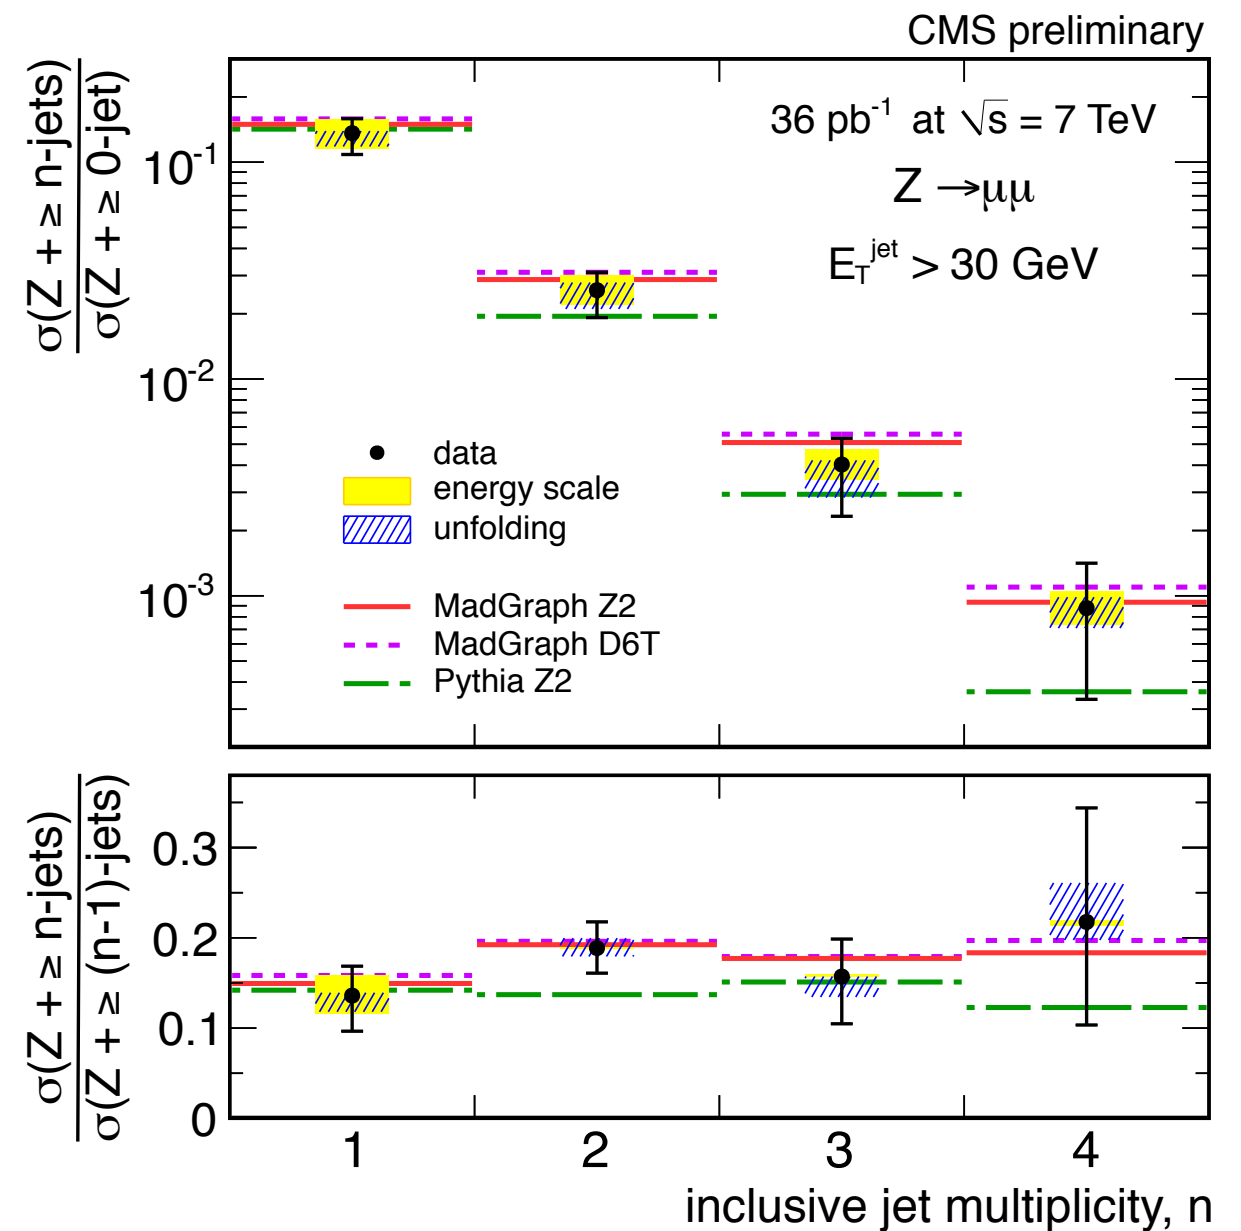 CMS preliminary
σ(Z + ≥ n-jets)
σ(Z + ≥ 0-jet)
36 pb⁻¹ at √s = 7 TeV
Z →μμ
E_T^jet > 30 GeV
10⁻¹
10⁻²
10⁻³
data
energy scale
unfolding
MadGraph Z2
MadGraph D6T
Pythia Z2
σ(Z + ≥ n-jets)
σ(Z + ≥ (n-1)-jets)
0.3
0.2
0.1
0
1 2 3 4
inclusive jet multiplicity, n